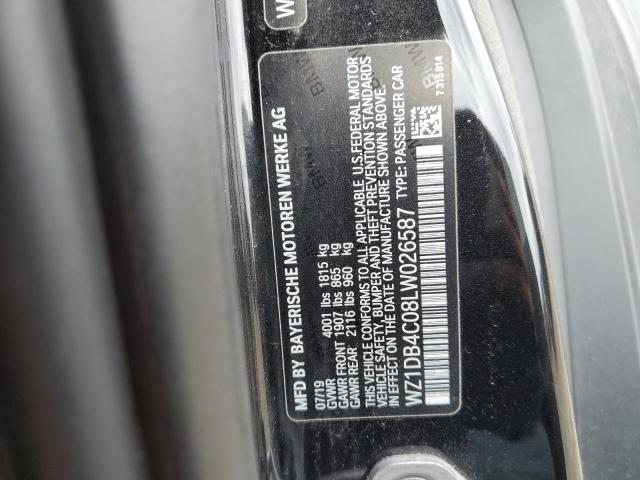 MFD BY BAYERISCHE MOTOREN WERKE AG
07/19
GVWR 4001 lbs 1815 kg
GAWR FRONT 1907 lbs 865 kg
GAWR REAR 2116 lbs 960 kg
THIS VEHICLE CONFORMS TO ALL APPLICABLE U.S.FEDERAL MOTOR
VEHICLE SAFETY, BUMPER AND THEFT PREVENTION STANDARDS
IN EFFECT ON THE DATE OF MANUFACTURE SHOWN ABOVE.
WZ1DB4C08LW026587 TYPE: PASSENGER CAR
7315814
BMW
BMW
W